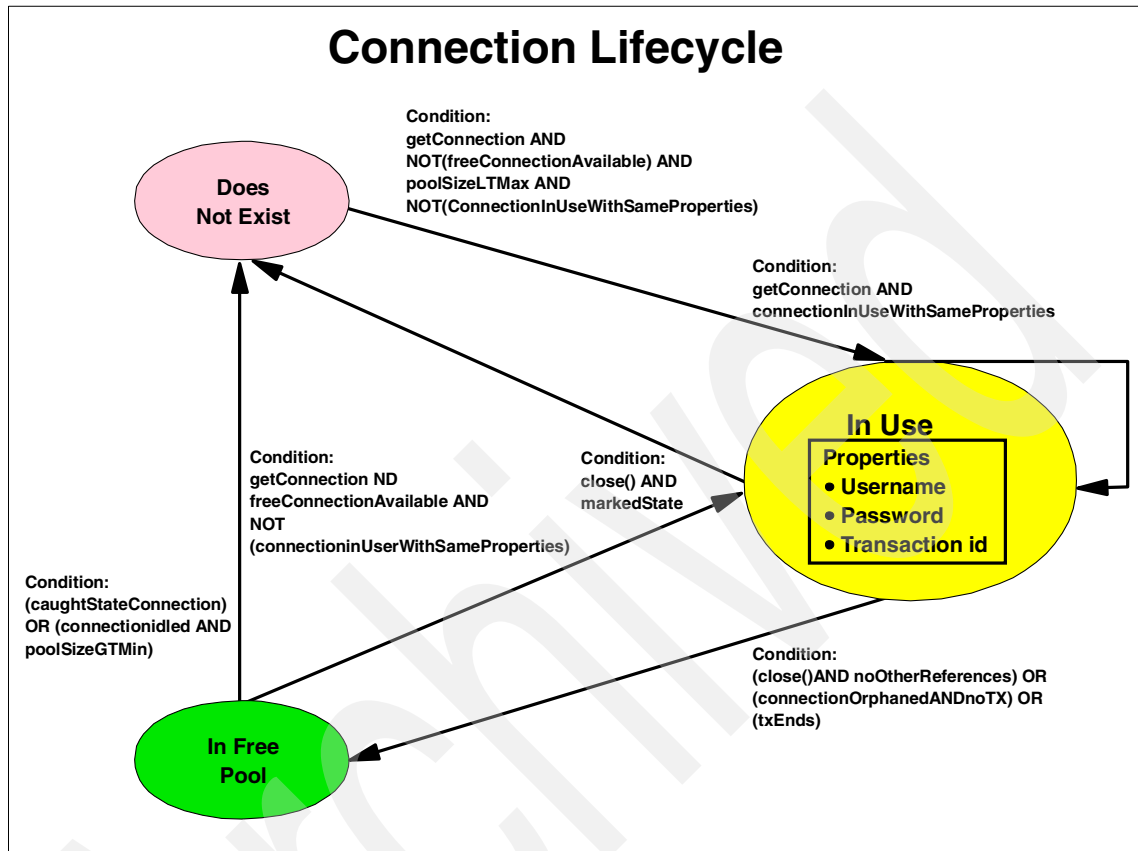 Connection Lifecycle
Condition:
getConnection AND
NOT(freeConnectionAvailable) AND
poolSizeLTMax AND
NOT(ConnectionInUseWithSameProperties)
Does
Not Exist
Condition:
getConnection AND
connectionInUseWithSameProperties
In Use
Properties
• Username
• Password
• Transaction id
Condition:
getConnection ND
freeConnectionAvailable AND
NOT
(connectioninUserWithSameProperties)
Condition:
close() AND
markedState
Condition:
(caughtStateConnection)
OR (connectionidled AND
poolSizeGTMin)
Condition:
(close()AND noOtherReferences) OR
(connectionOrphanedANDnoTX) OR
(txEnds)
In Free
Pool
Archived